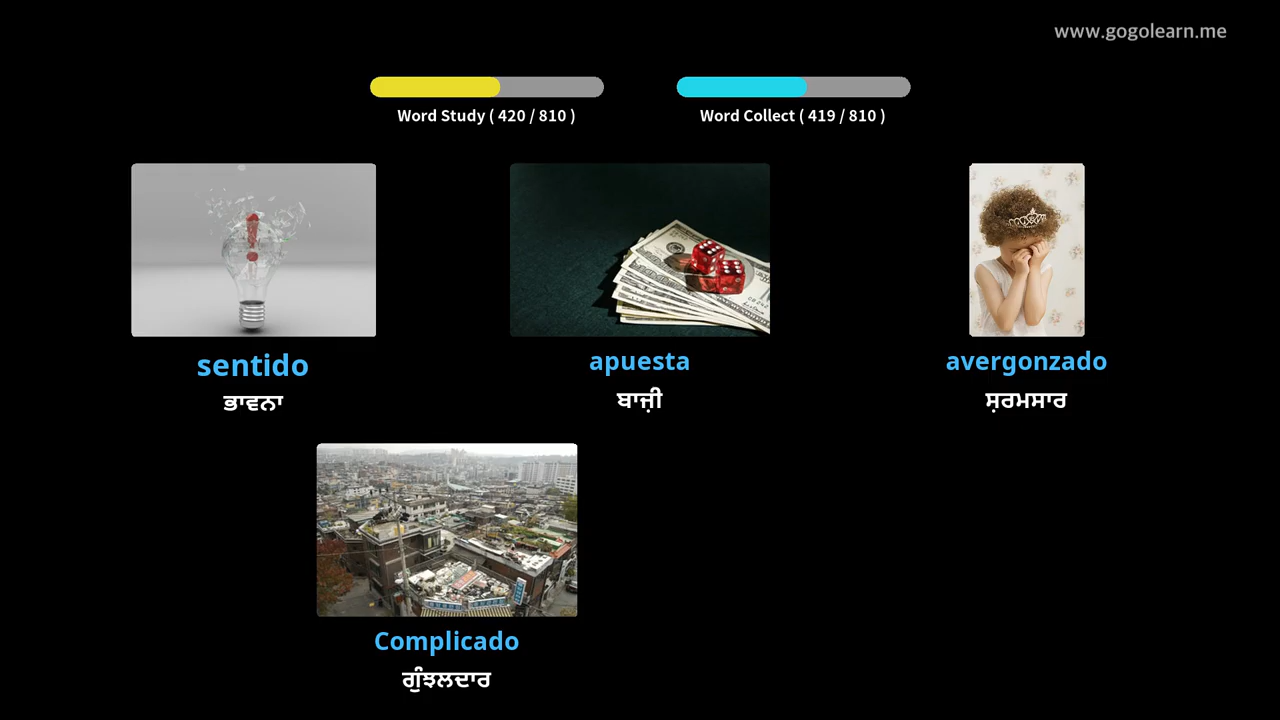 www.gogolearn.me
Word Study ( 420 / 810 )
Word Collect ( 419 / 810 )
sentido
ਭਾਵਨਾ
apuesta
ਬਾਜ਼ੀ
avergonzado
ਸ਼ਰਮਸਾਰ
Complicado
ਗੁੰਝਲਦਾਰ